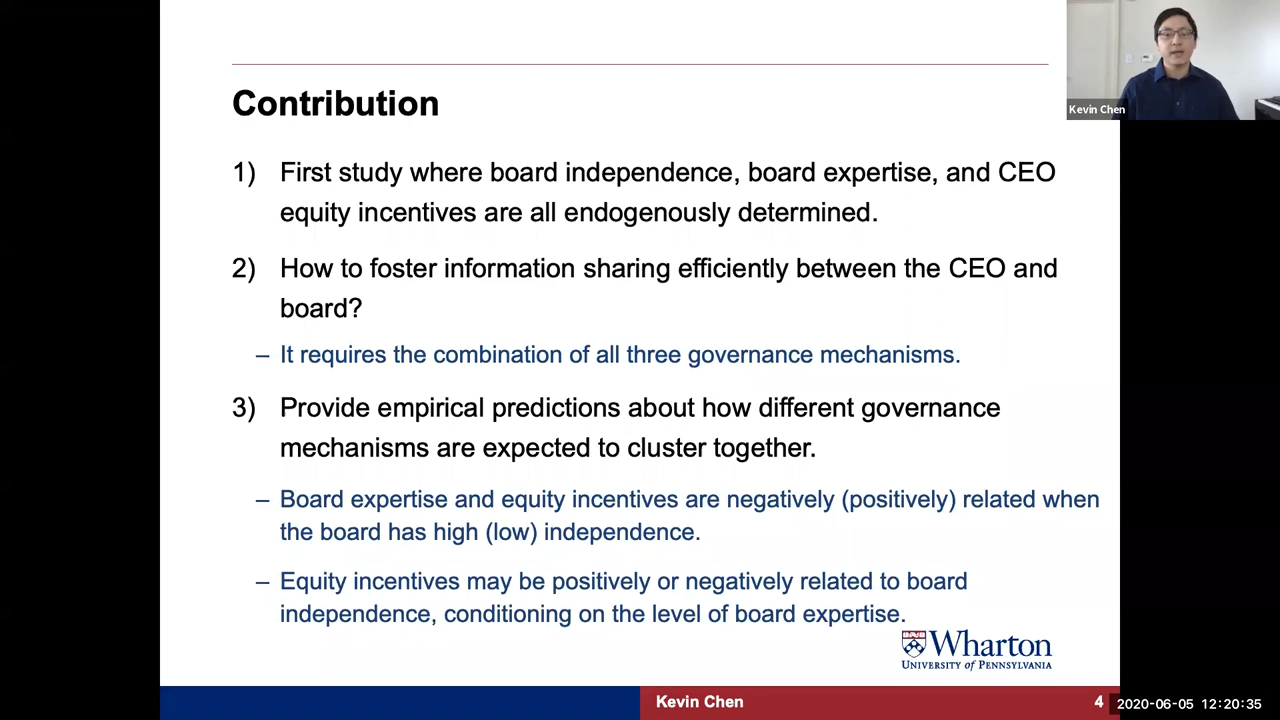 Contribution
1) First study where board independence, board expertise, and CEO
equity incentives are all endogenously determined.
2) How to foster information sharing efficiently between the CEO and
board?
– It requires the combination of all three governance mechanisms.
3) Provide empirical predictions about how different governance
mechanisms are expected to cluster together.
– Board expertise and equity incentives are negatively (positively) related when
the board has high (low) independence.
– Equity incentives may be positively or negatively related to board
independence, conditioning on the level of board expertise.
Wharton
UNIVERSITY of PENNSYLVANIA
Kevin Chen
4
Kevin Chen
2020-06-05 12:20:35